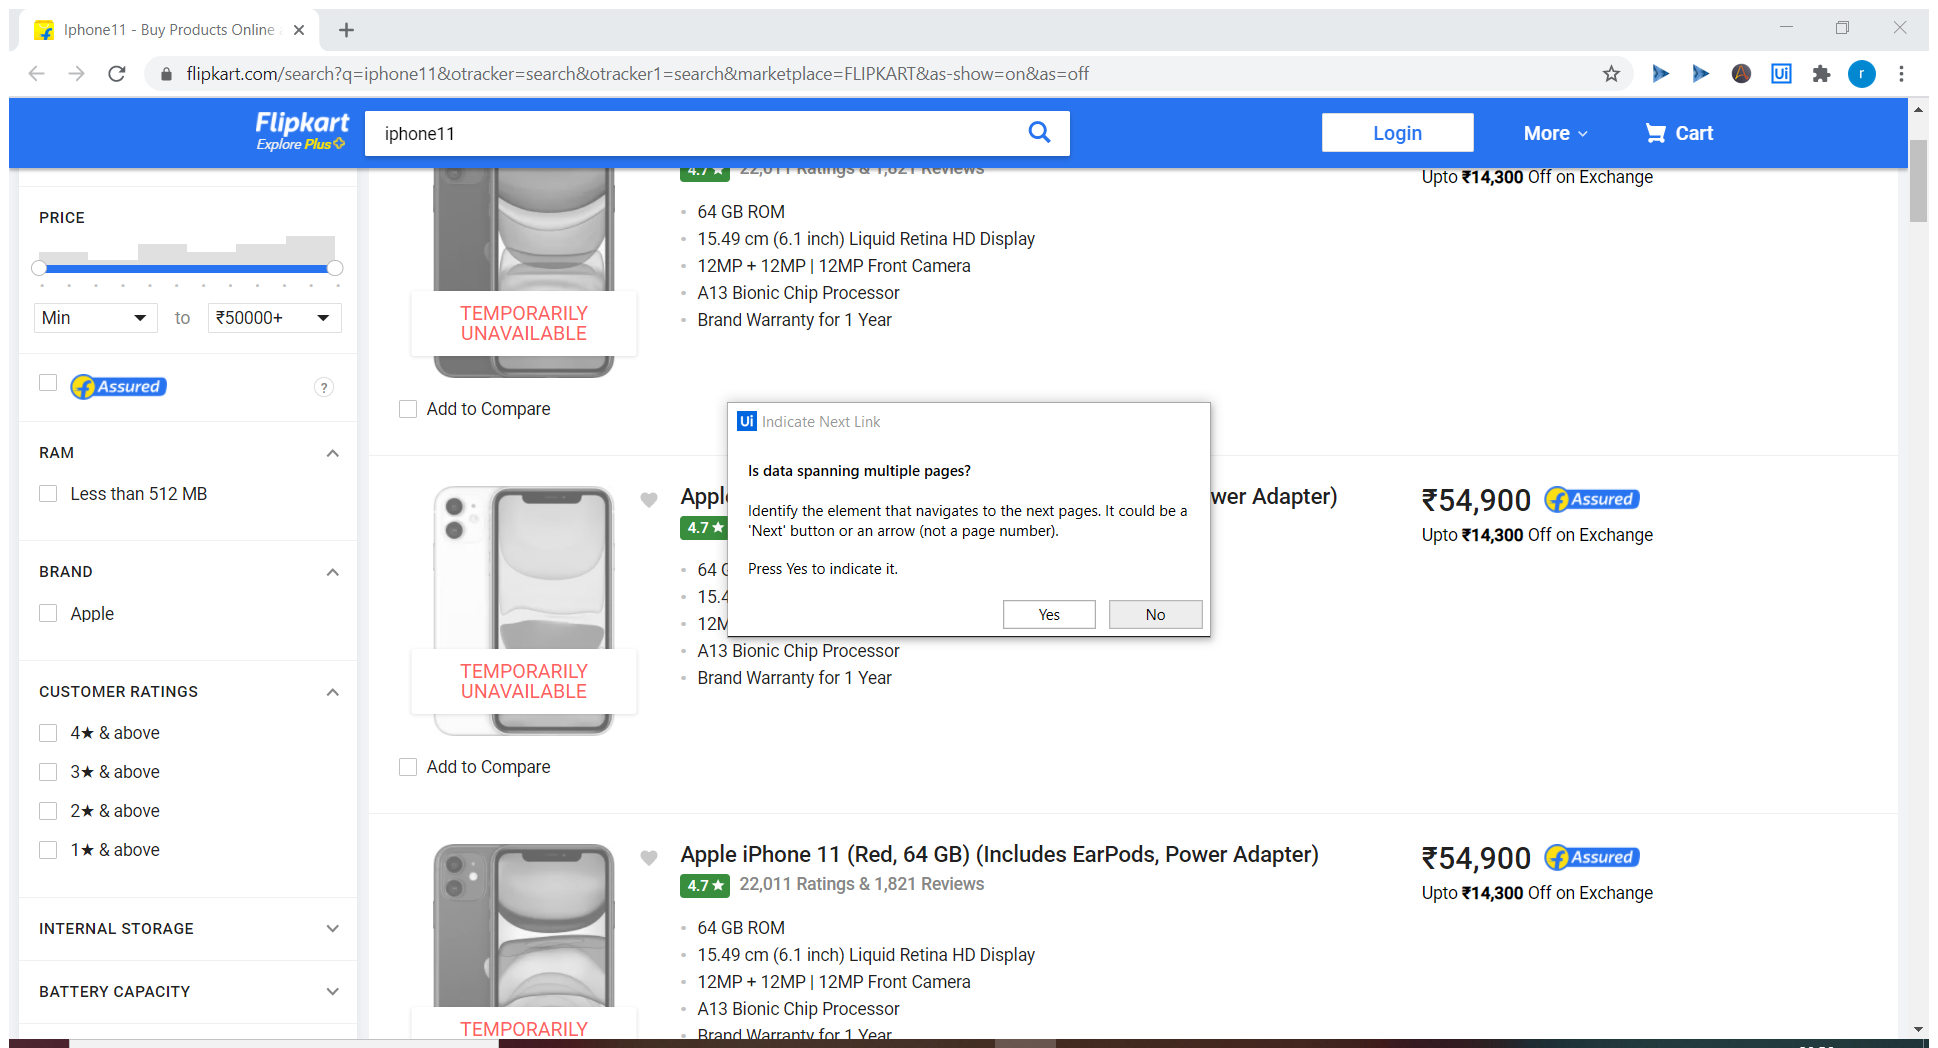 Iphone11 - Buy Products Online
flipkart.com/search?q=iphone11&otracker=search&otracker1=search&marketplace=FLIPKART&as-show=on&as=off
Ui
r
Flipkart
Explore Plus
iphone11
Login
More
Cart
PRICE
Min
to
₹50000+
Assured
?
RAM
Less than 512 MB
BRAND
Apple
CUSTOMER RATINGS
4★ & above
3★ & above
2★ & above
1★ & above
INTERNAL STORAGE
BATTERY CAPACITY
4.7★
22,011 Ratings & 1,821 Reviews
64 GB ROM
15.49 cm (6.1 inch) Liquid Retina HD Display
12MP + 12MP | 12MP Front Camera
A13 Bionic Chip Processor
Brand Warranty for 1 Year
TEMPORARILY
UNAVAILABLE
Add to Compare
Upto ₹14,300 Off on Exchange
Ui Indicate Next Link
Is data spanning multiple pages?
Identify the element that navigates to the next pages. It could be a
'Next' button or an arrow (not a page number).
Press Yes to indicate it.
Yes
No
wer Adapter)
4.7★
64
15.4
12M
A13 Bionic Chip Processor
Brand Warranty for 1 Year
TEMPORARILY
UNAVAILABLE
Add to Compare
₹54,900
Assured
Upto ₹14,300 Off on Exchange
Apple iPhone 11 (Red, 64 GB) (Includes EarPods, Power Adapter)
4.7★
22,011 Ratings & 1,821 Reviews
64 GB ROM
15.49 cm (6.1 inch) Liquid Retina HD Display
12MP + 12MP | 12MP Front Camera
A13 Bionic Chip Processor
Brand Warranty for 1 Year
TEMPORARILY
₹54,900
Assured
Upto ₹14,300 Off on Exchange